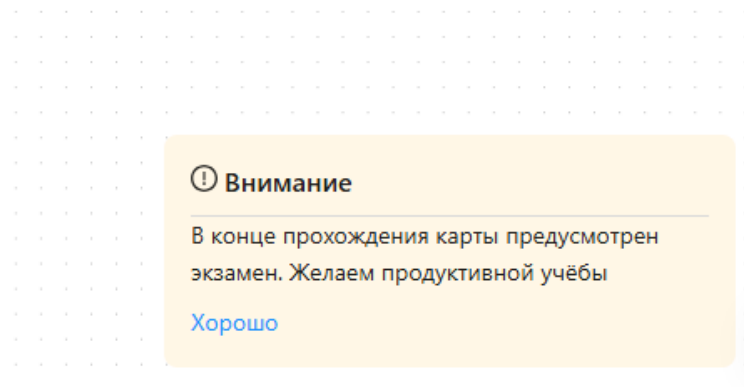 Внимание
В конце прохождения карты предусмотрен
экзамен. Желаем продуктивной учёбы
Хорошо